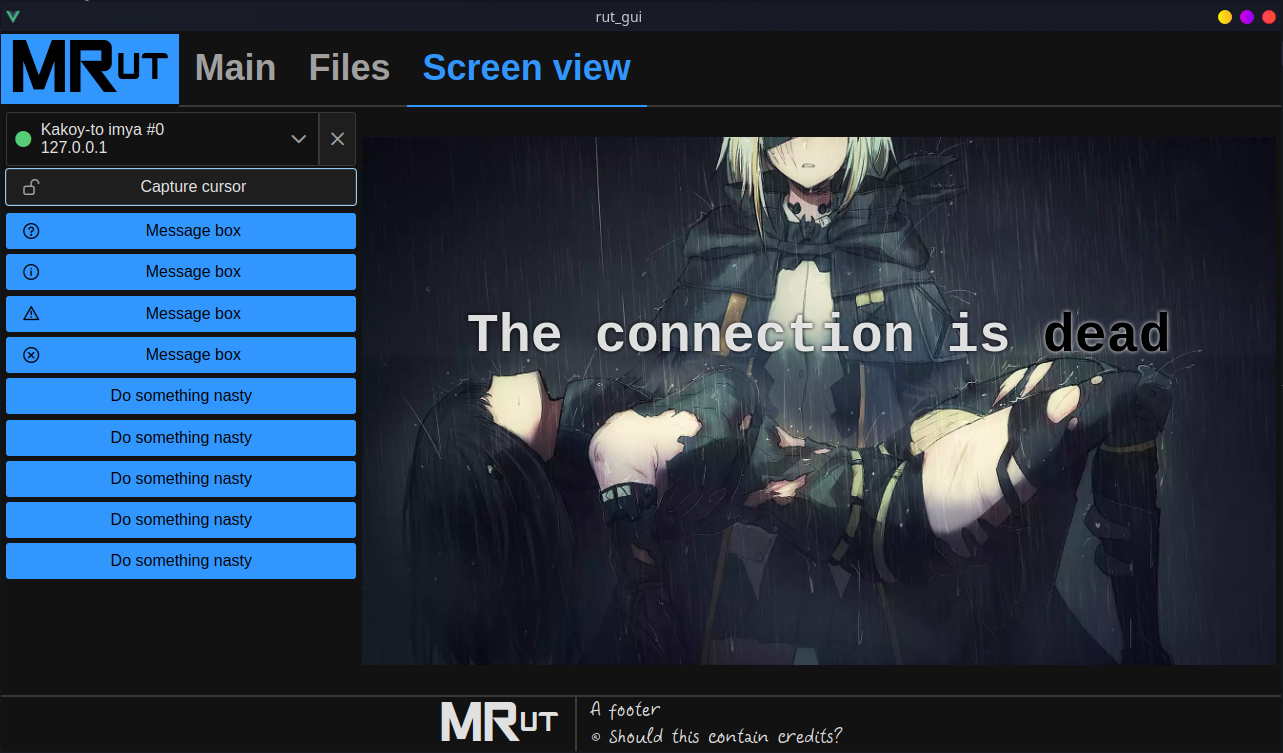 rut_gui
MRUT Main Files Screen view
Kakoy-to imya #0
127.0.0.1
Capture cursor
Message box
Message box
Message box
Message box
Do something nasty
Do something nasty
Do something nasty
Do something nasty
Do something nasty
The connection is dead
MRUT
A footer
© Should this contain credits?